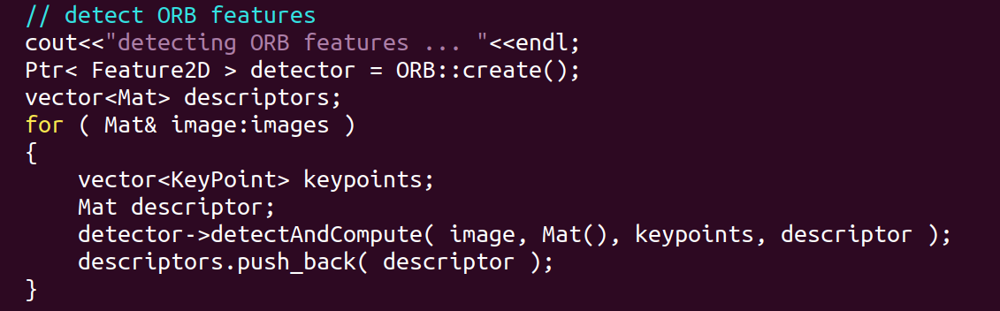 // detect ORB features
cout<<"detecting ORB features ... "<<endl;
Ptr< Feature2D > detector = ORB::create();
vector<Mat> descriptors;
for ( Mat& image:images )
{
    vector<KeyPoint> keypoints;
    Mat descriptor;
    detector->detectAndCompute( image, Mat(), keypoints, descriptor );
    descriptors.push_back( descriptor );
}